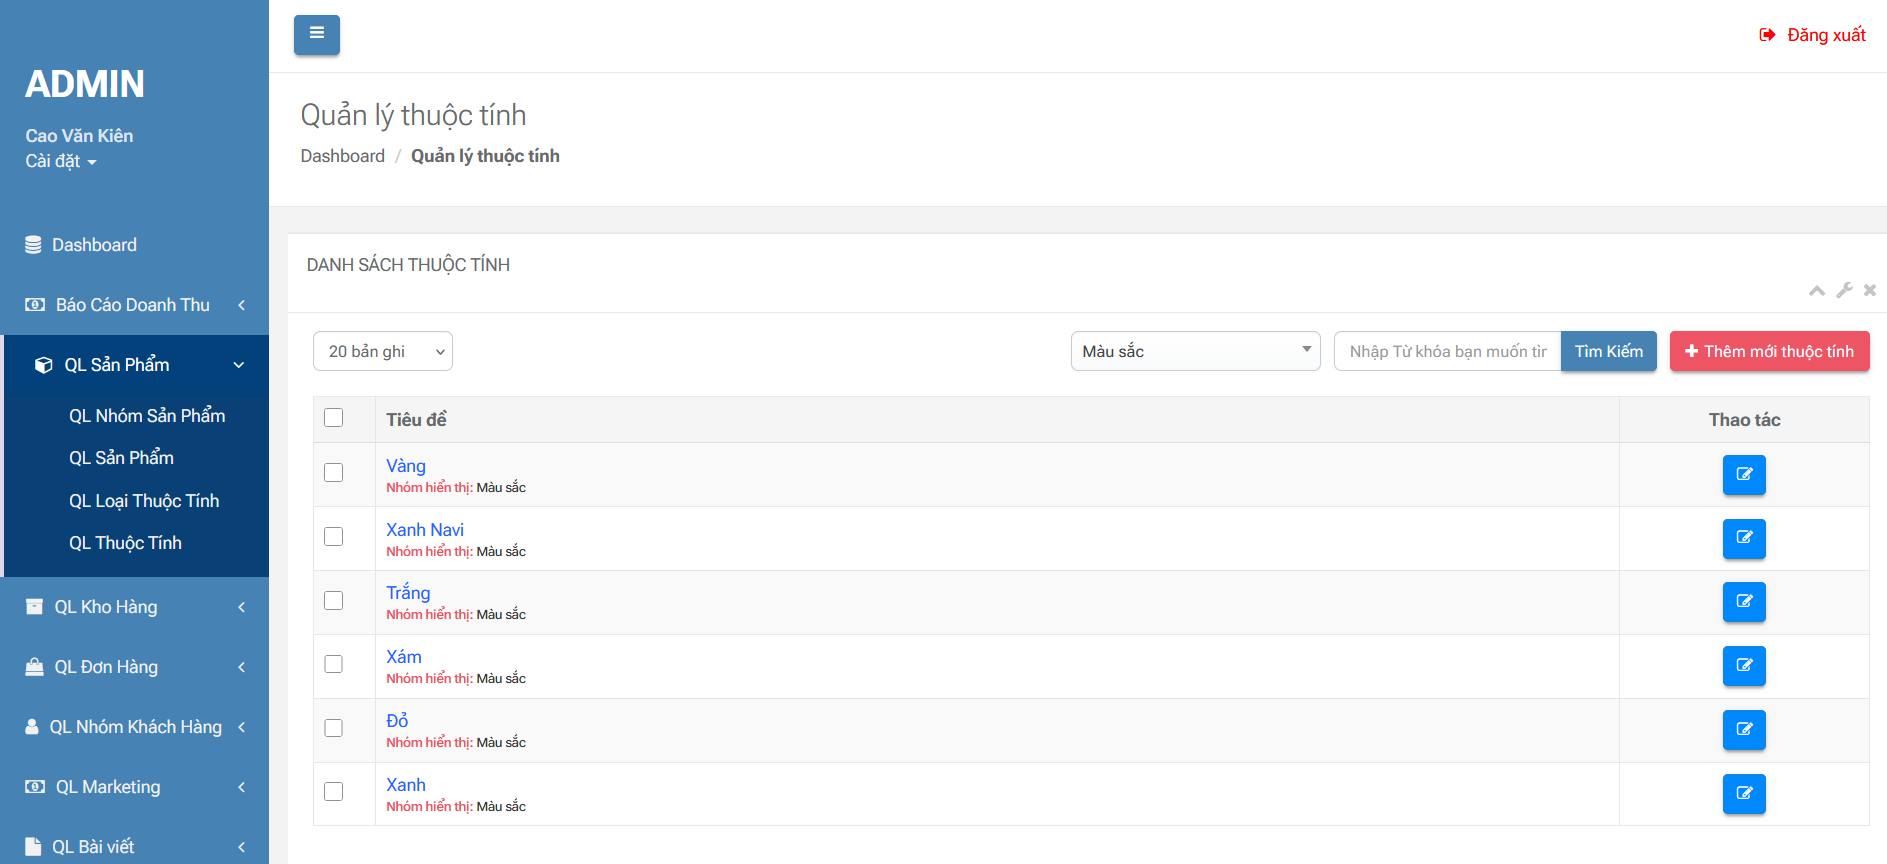 ADMIN
Cao Văn Kiên
Cài đặt
Dashboard
Báo Cáo Doanh Thu
QL Sản Phẩm
QL Nhóm Sản Phẩm
QL Sản Phẩm
QL Loại Thuộc Tính
QL Thuộc Tính
QL Kho Hàng
QL Đơn Hàng
QL Nhóm Khách Hàng
QL Marketing
QL Bài viết
Đăng xuất
Quản lý thuộc tính
Dashboard / Quản lý thuộc tính
DANH SÁCH THUỘC TÍNH
20 bản ghi
Màu sắc
Nhập Từ khóa bạn muốn tìr
Tìm Kiếm
Thêm mới thuộc tính
Tiêu đề
Thao tác
Vàng
Nhóm hiển thị: Màu sắc
Xanh Navi
Nhóm hiển thị: Màu sắc
Trắng
Nhóm hiển thị: Màu sắc
Xám
Nhóm hiển thị: Màu sắc
Đỏ
Nhóm hiển thị: Màu sắc
Xanh
Nhóm hiển thị: Màu sắc